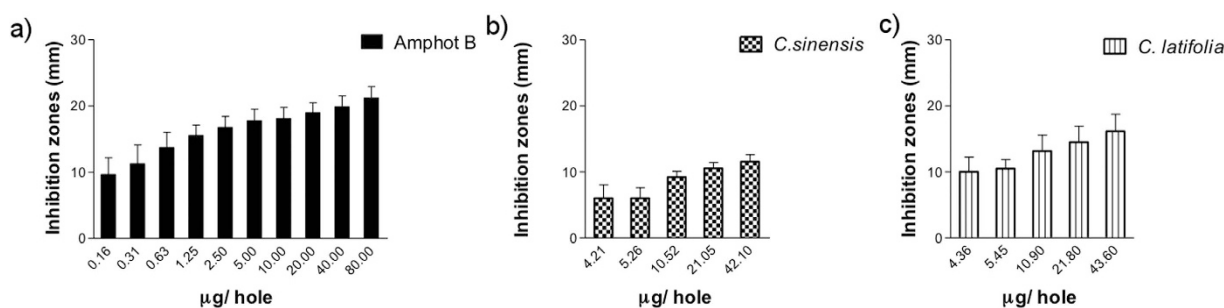 a)
Amphot B
Inhibition zones (mm)
30
20
10
0
0.16 0.31 0.63 1.25 2.50 5.00 10.00 20.00 40.00 80.00
µg/ hole
b)
C.sinensis
Inhibition zones (mm)
30
20
10
0
4.21 5.26 10.52 21.05 42.10
µg/ hole
c)
C. latifolia
Inhibition zones (mm)
30
20
10
0
4.36 5.45 10.90 21.80 43.60
µg/ hole